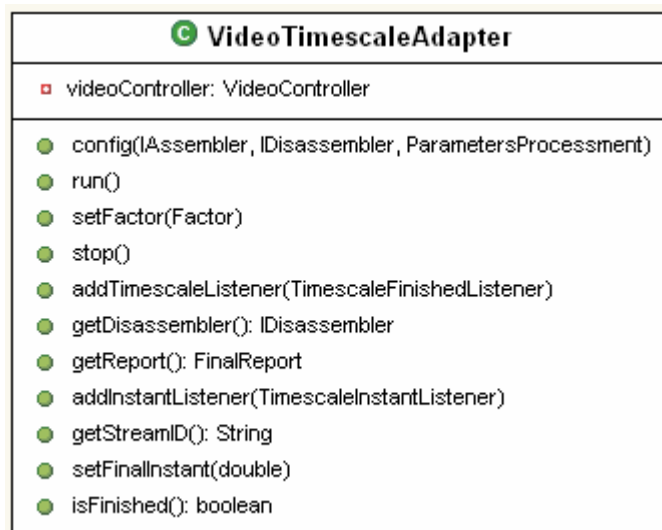 C VideoTimescaleAdapter
videoController: VideoController
config(IAssembler, IDisassembler, ParametersProcessment)
run()
setFactor(Factor)
stop()
addTimescaleListener(TimescaleFinishedListener)
getDisassembler(): IDisassembler
getReport(): FinalReport
addInstantListener(TimescaleInstantListener)
getStreamID(): String
setFinalInstant(double)
isFinished(): boolean